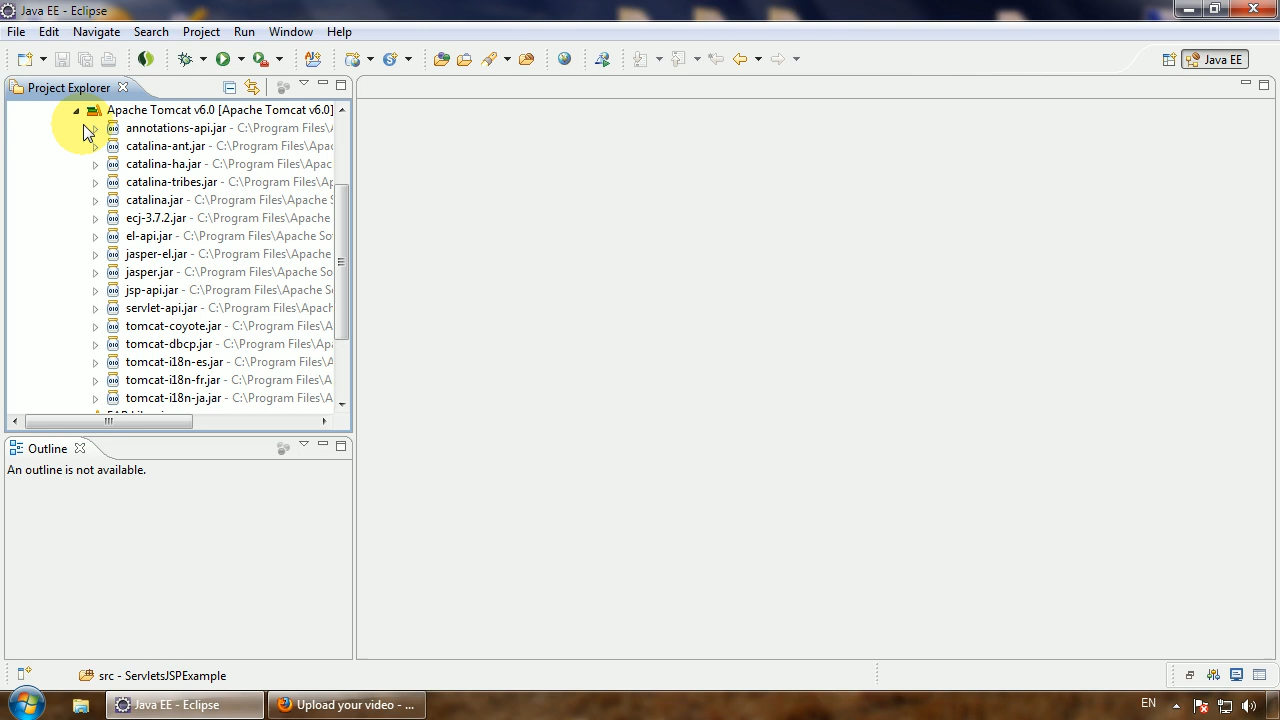 Java EE - Eclipse
File Edit Navigate Search Project Run Window Help
Java EE
Project Explorer
Apache Tomcat v6.0 [Apache Tomcat v6.0]
annotations-api.jar - C:\Program Files\
catalina-ant.jar - C:\Program Files\Apa
catalina-ha.jar - C:\Program Files\Apac
catalina-tribes.jar - C:\Program Files\Ap
catalina.jar - C:\Program Files\Apache S
ecj-3.7.2.jar - C:\Program Files\Apache
el-api.jar - C:\Program Files\Apache So
jasper-el.jar - C:\Program Files\Apache
jasper.jar - C:\Program Files\Apache So
jsp-api.jar - C:\Program Files\Apache S
servlet-api.jar - C:\Program Files\Apach
tomcat-coyote.jar - C:\Program Files\A
tomcat-dbcp.jar - C:\Program Files\Ap
tomcat-i18n-es.jar - C:\Program Files\A
tomcat-i18n-fr.jar - C:\Program Files\A
tomcat-i18n-ja.jar - C:\Program Files\A
Outline
An outline is not available.
src - ServletsJSPExample
Java EE - Eclipse
Upload your video - ...
EN